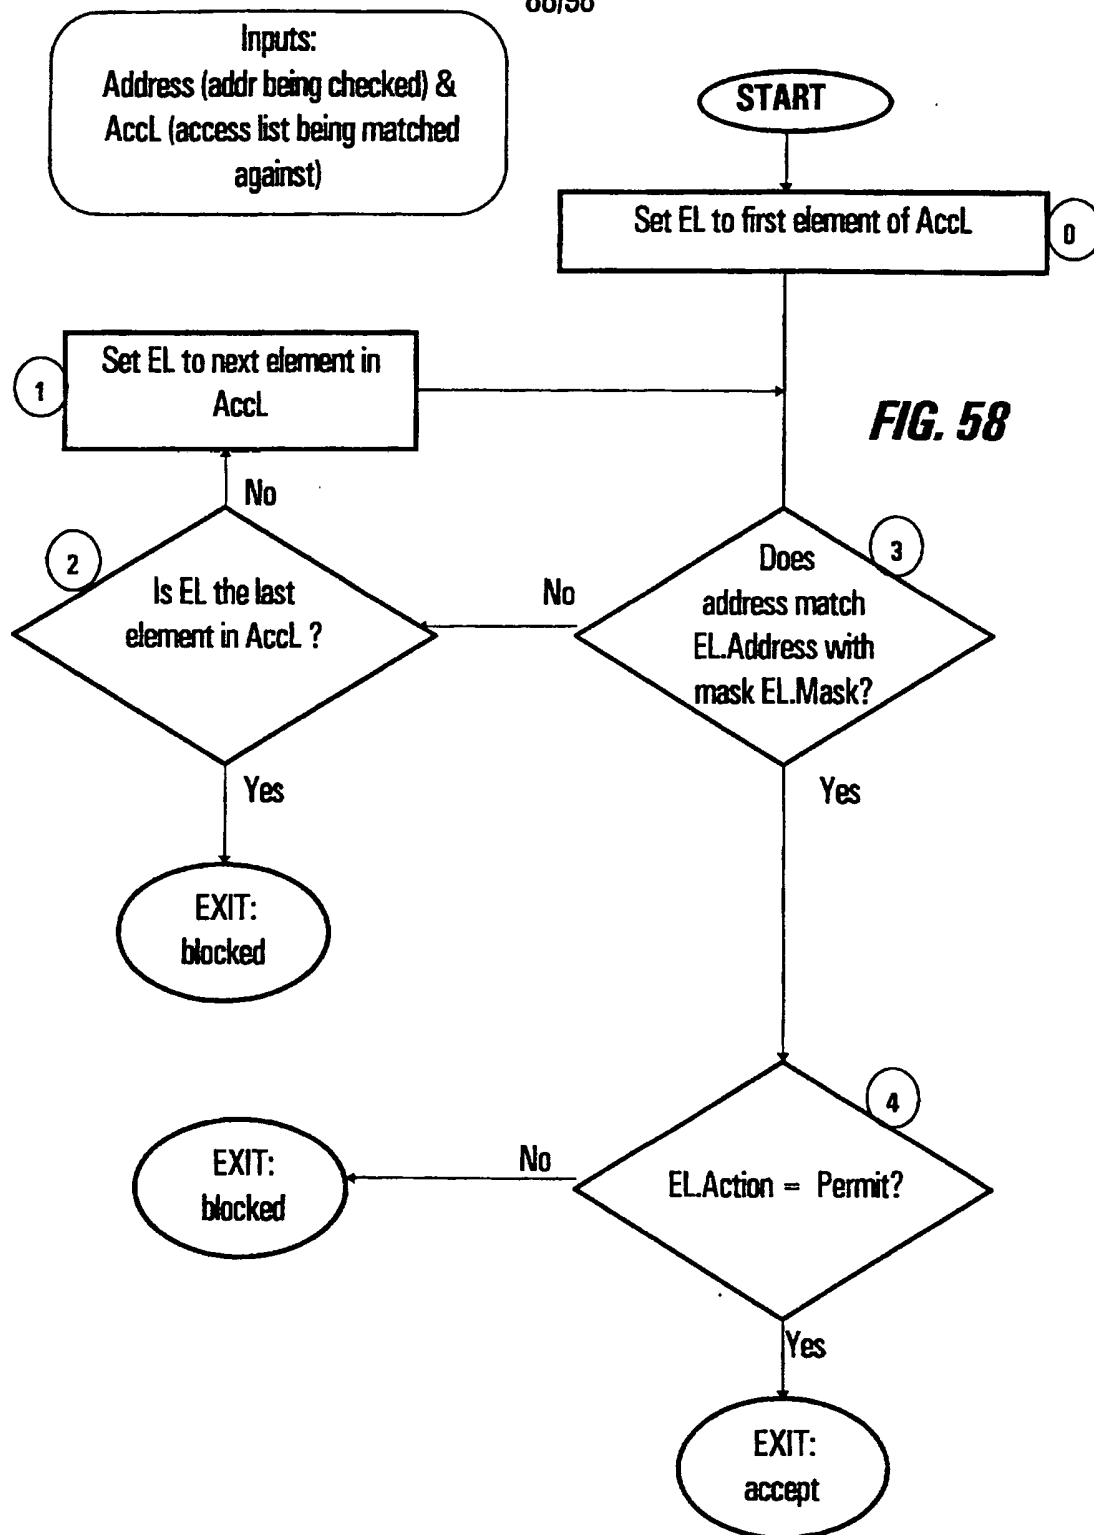 Inputs:
Address (addr being checked) &
AccL (access list being matched
against)
START
Set EL to first element of AccL
0
Set EL to next element in
AccL
1
FIG. 58
No
2
Is EL the last
element in AccL ?
No
3
Does
address match
EL.Address with
mask EL.Mask?
Yes
Yes
EXIT:
blocked
4
EXIT:
blocked
No
EL.Action = Permit?
Yes
EXIT:
accept